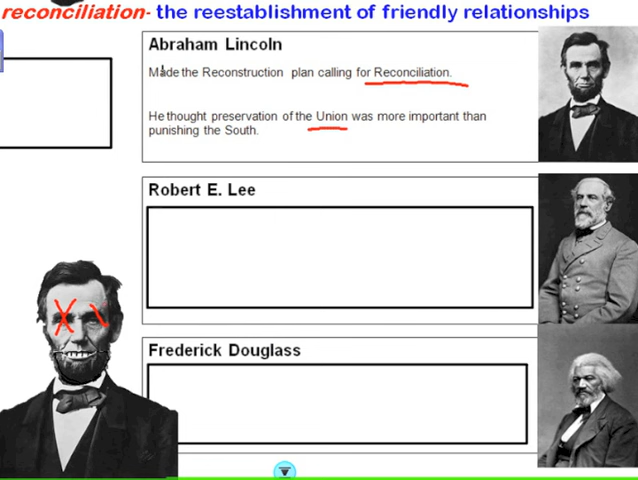 reconciliation- the reestablishment of friendly relationships
Abraham Lincoln
Made the Reconstruction plan calling for Reconciliation.
He thought preservation of the Union was more important than
punishing the South.
Robert E. Lee
Frederick Douglass